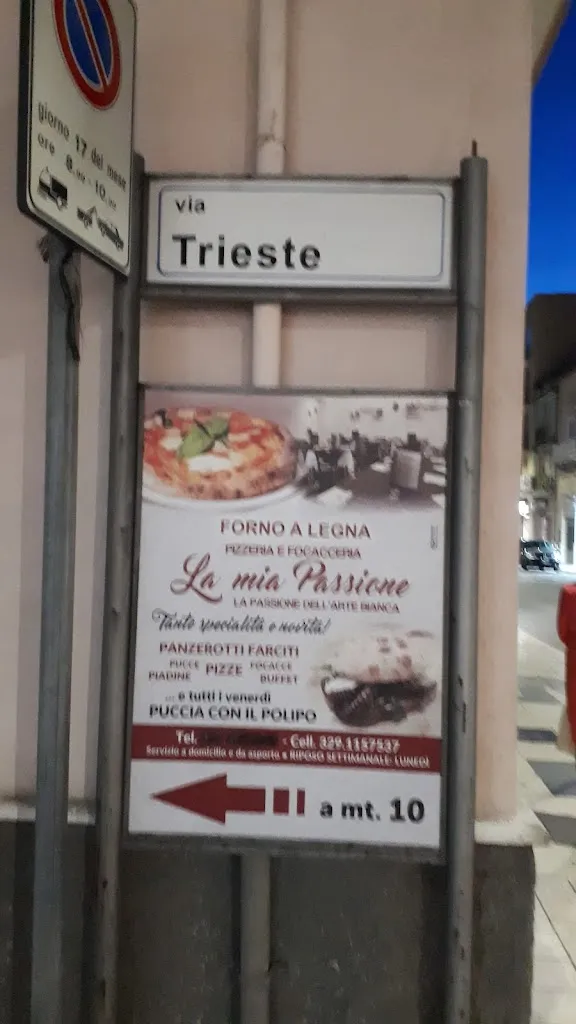 giorno 17 del mese
ore 8.00 - 10.00
via
Trieste
FORNO A LEGNA
PIZZERIA E FOCACCERIA
La mia Passione
LA PASSIONE DELL'ARTE BIANCA
Tante specialità e novità!
PANZEROTTI FARCITI
PUCCE PIZZE FOCACCE
PIADINE BUFFET
... e tutti i venerdì
PUCCIA CON IL POLIPO
Tel. - Cell. 329.1157537
Servizio a domicilio e da asporto • RIPOSO SETTIMANALE: LUNEDÌ
a mt. 10